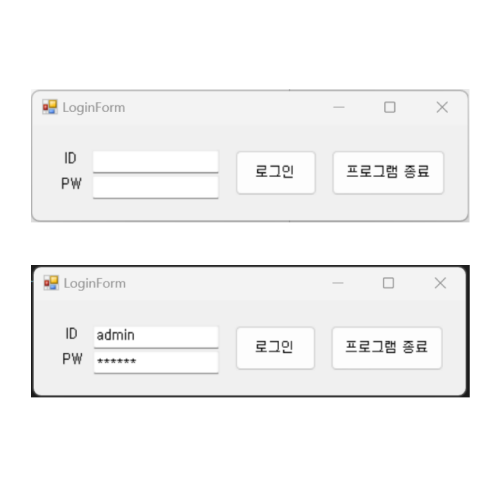 LoginForm
ID
PW
로그인
프로그램 종료
LoginForm
ID admin
PW ******
로그인
프로그램 종료